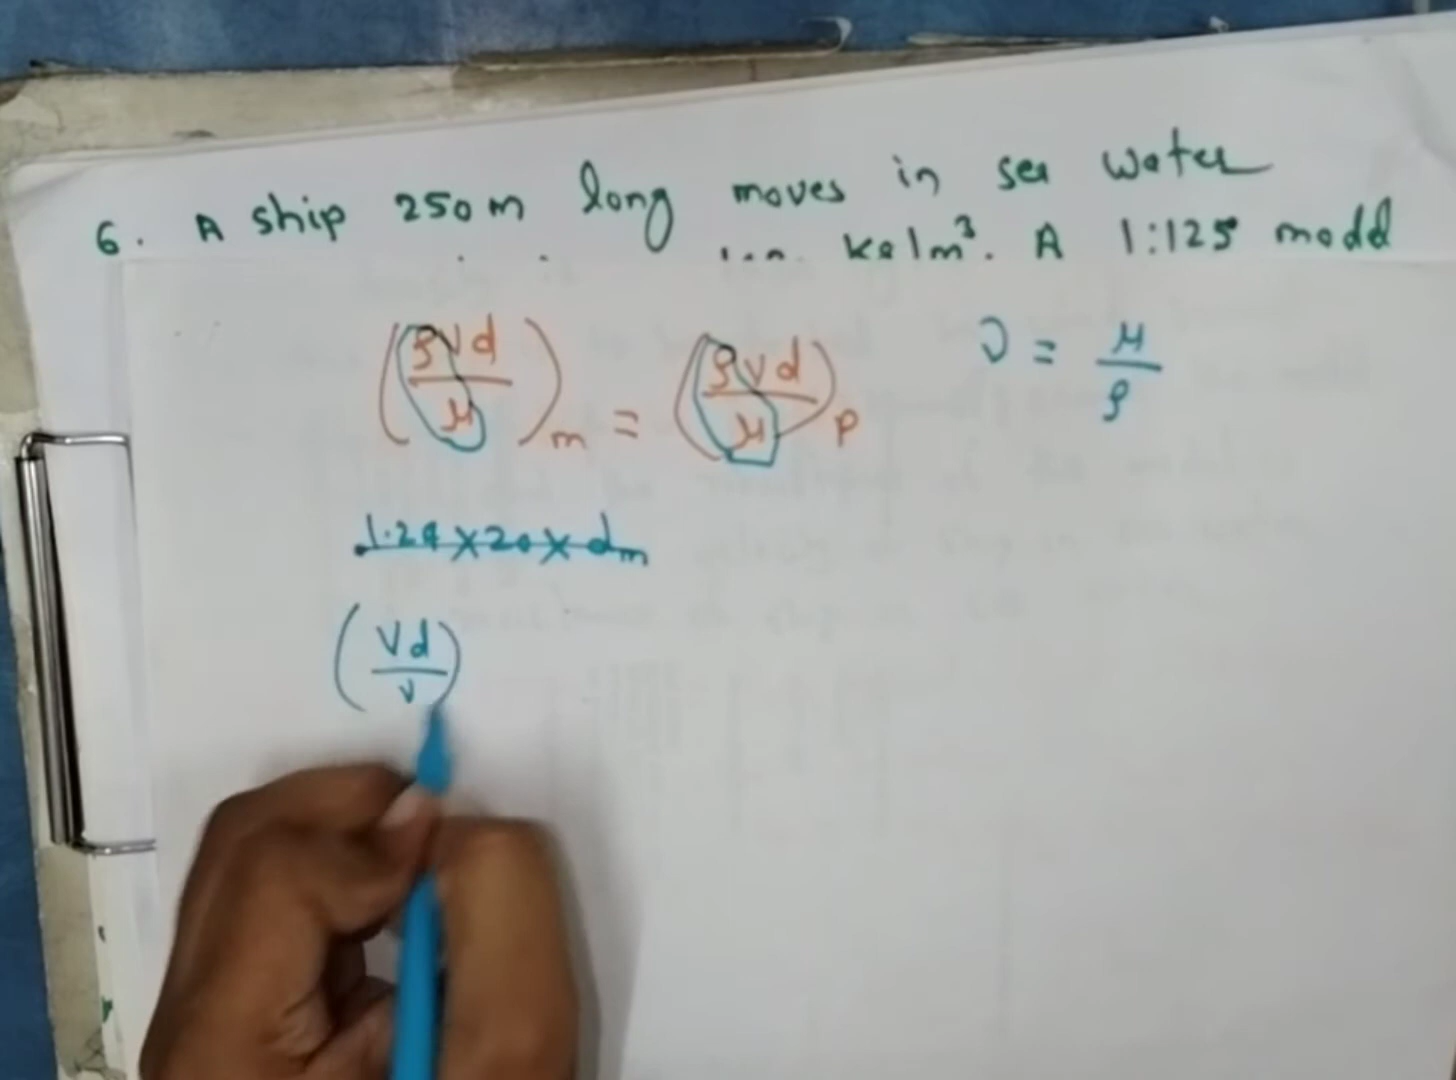 6. A ship 250m long moves in sea water
kg/m³. A 1:125 model
(ρvd/μ)m = (ρvd/μ)p
ν = μ/ρ
1.24×20×dm
(Vd/ν)